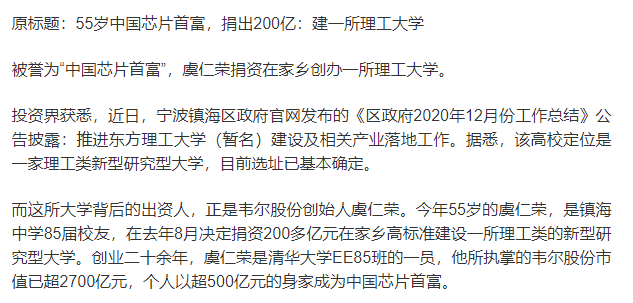 原标题：55岁中国芯片首富，捐出200亿：建一所理工大学
被誉为“中国芯片首富”，虞仁荣捐资在家乡创办一所理工大学。
投资界获悉，近日，宁波镇海区政府官网发布的《区政府2020年12月份工作总结》公
告披露：推进东方理工大学（暂名）建设及相关产业落地工作。据悉，该高校定位是
一家理工类新型研究型大学，目前选址已基本确定。
而这所大学背后的出资人，正是韦尔股份创始人虞仁荣。今年55岁的虞仁荣，是镇海
中学85届校友，在去年8月决定捐资200多亿元在家乡高标准建设一所理工类的新型研
究型大学。创业二十余年，虞仁荣是清华大学EE85班的一员，他所执掌的韦尔股份市
值已超2700亿元，个人以超500亿元的身家成为中国芯片首富。